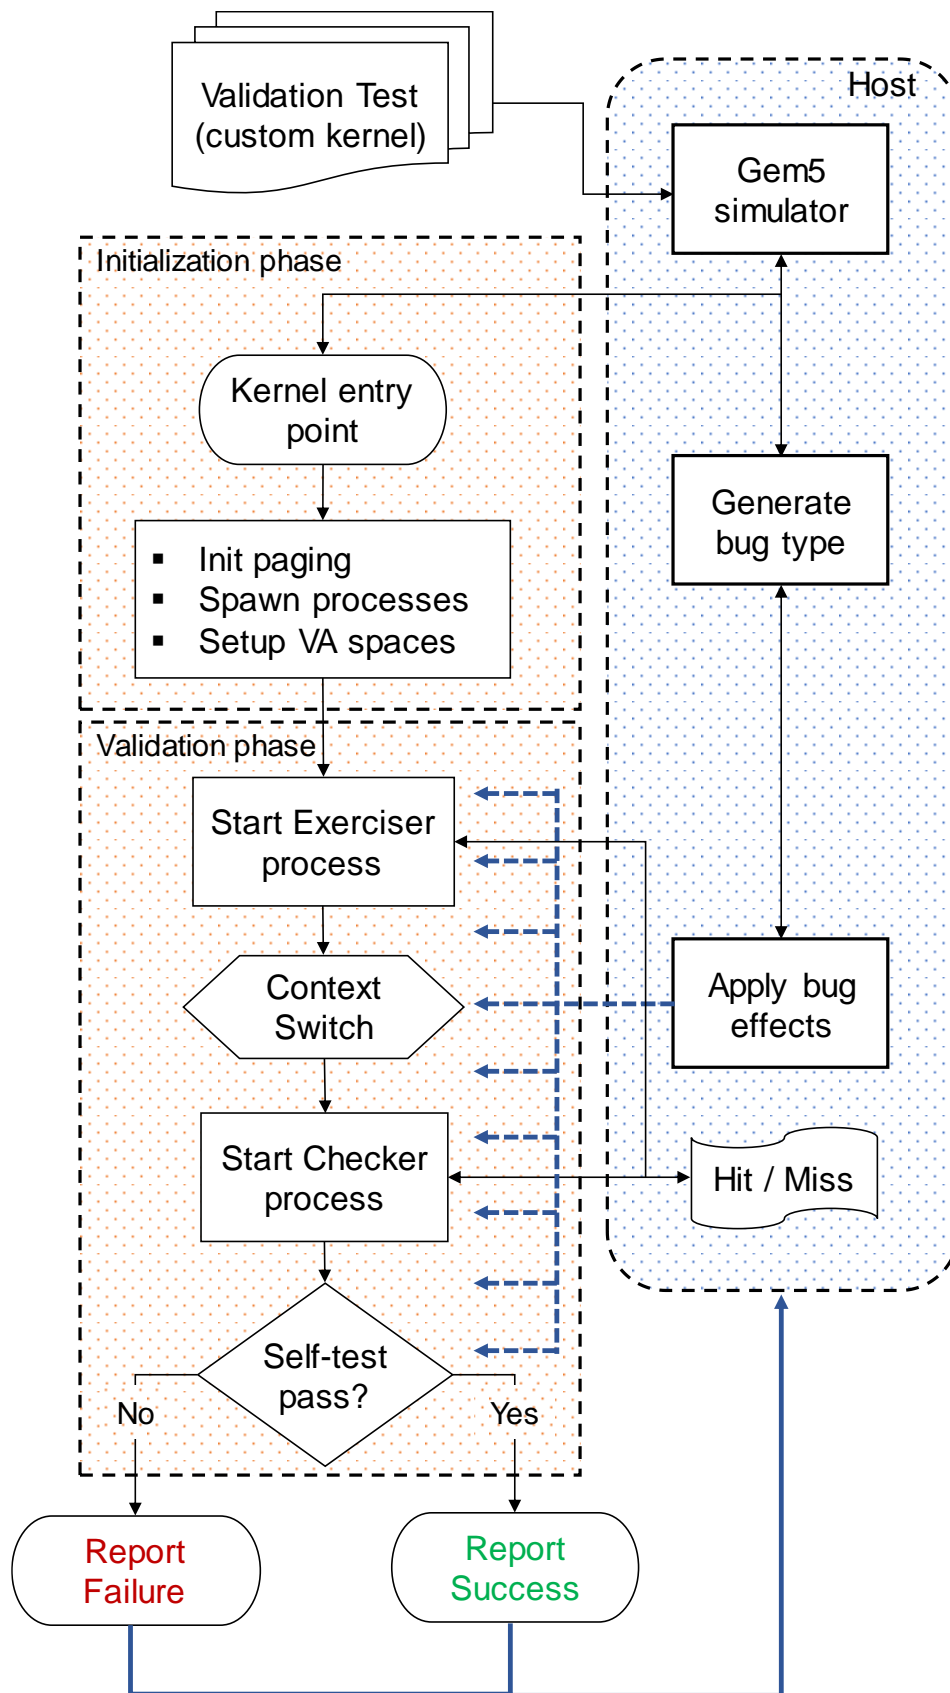 Validation Test
(custom kernel)
Host
Gem5
simulator
Initialization phase
Kernel entry
point
Generate
bug type
▪ Init paging
▪ Spawn processes
▪ Setup VA spaces
Validation phase
Start Exerciser
process
Context
Switch
Apply bug
effects
Start Checker
process
Hit / Miss
Self-test
pass?
No
Yes
Report
Failure
Report
Success